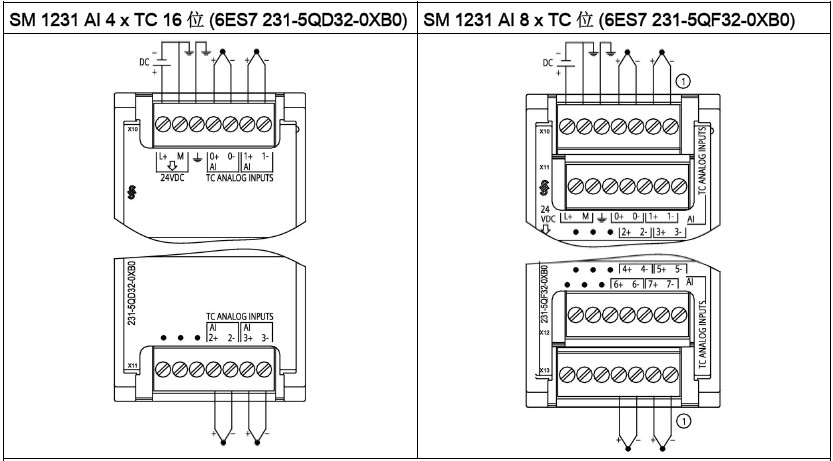 SM 1231 AI 4 x TC 16 位 (6ES7 231-5QD32-0XB0)
DC
−
+
+ − + −
X10
L+ M 0+ 0- 1+ 1-
AI AI
24VDC TC ANALOG INPUTS
231-5QD32-0XB0
TC ANALOG INPUTS
AI AI
2+ 2- 3+ 3-
X11
+ − + −
SM 1231 AI 8 x TC 位 (6ES7 231-5QF32-0XB0)
DC
−
+
+ − + −
①
X10
X11
TC ANALOG INPUTS
24
VDC
L+ M 0+ 0- 1+ 1-
AI
2+ 2- 3+ 3-
4+ 4- 5+ 5-
AI
6+ 6- 7+ 7-
231-5QF32-0XB0
TC ANALOG INPUTS
X12
X13
+ − + −
①